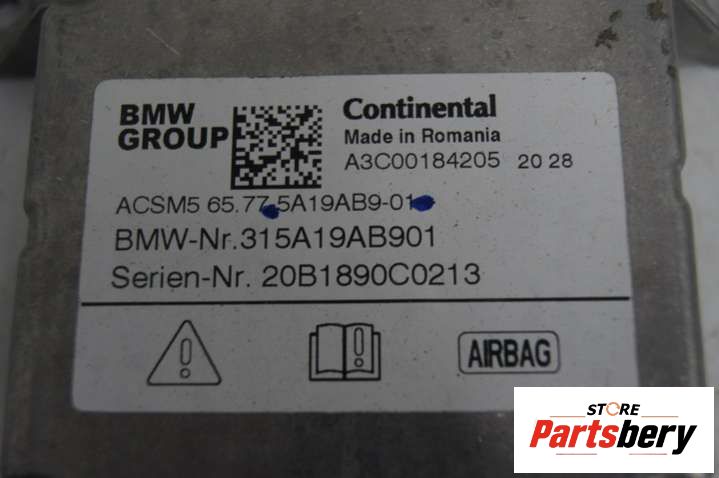 BMW
GROUP
Continental
Made in Romania
A3C00184205 20 28
ACSM5 65.77-5A19AB9-01
BMW-Nr.315A19AB901
Serien-Nr. 20B1890C0213
AIRBAG
STORE
Partsbery